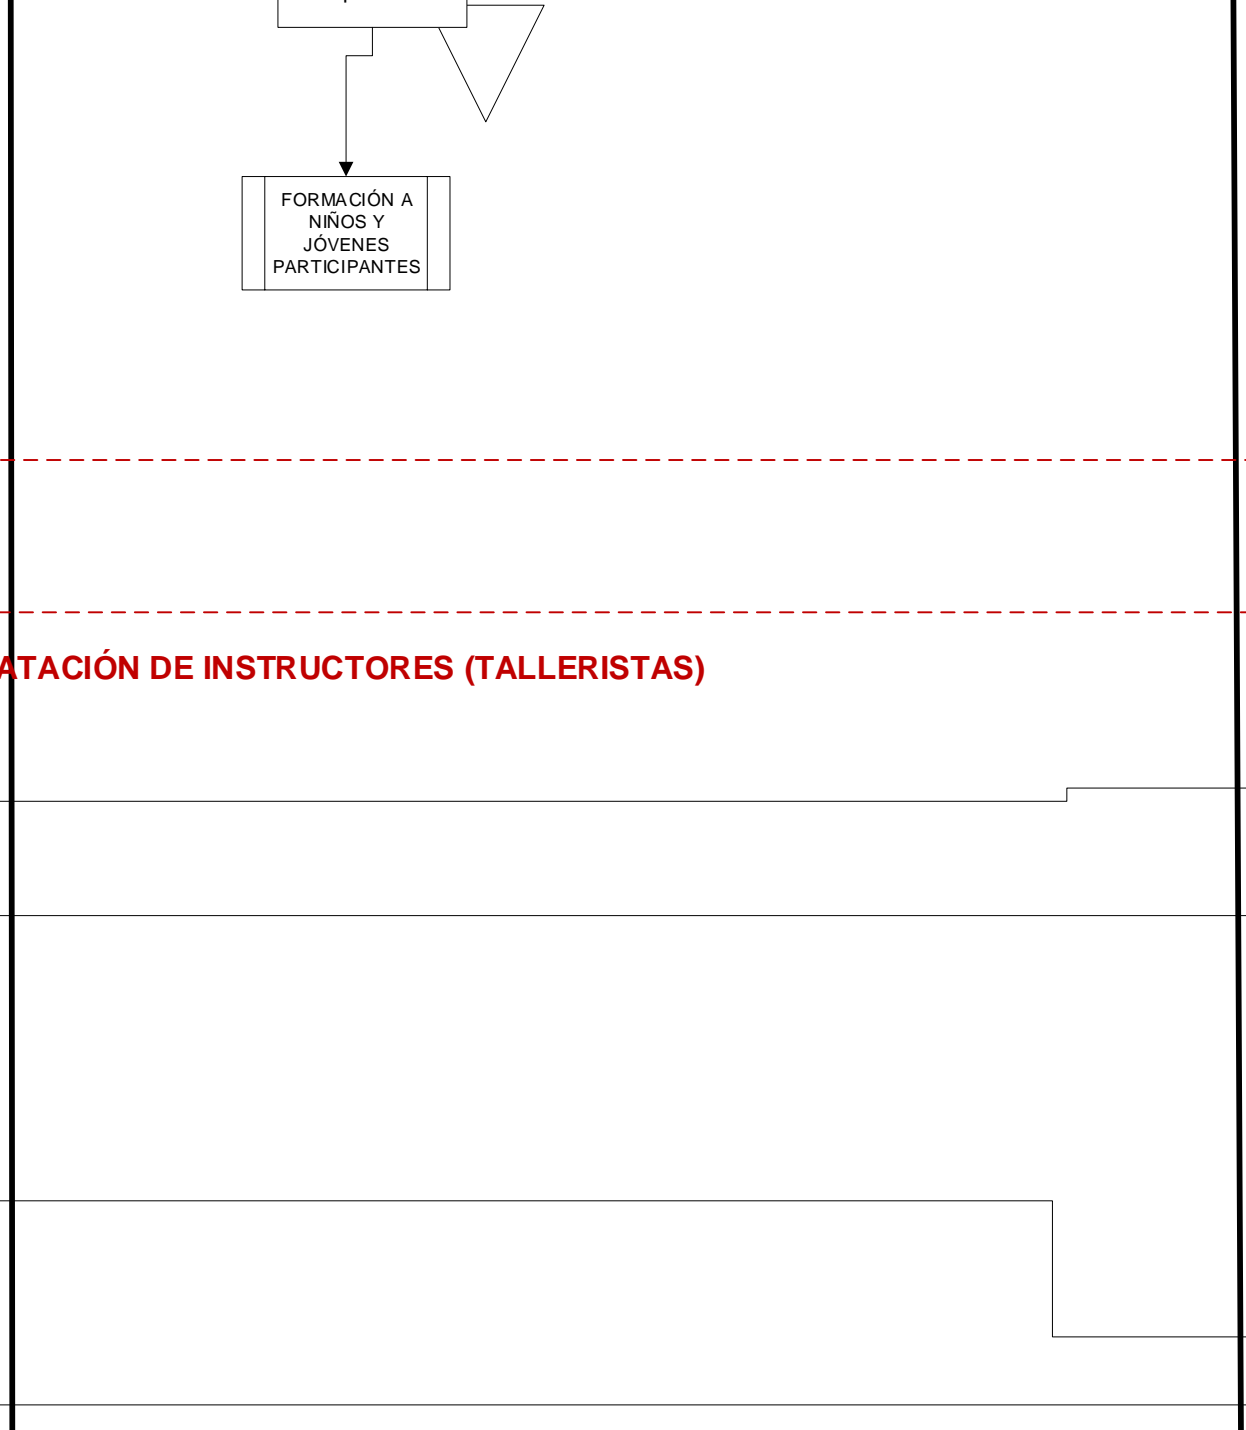 FORMACIÓN A
NIÑOS Y
JÓVENES
PARTICIPANTES
ATACIÓN DE INSTRUCTORES (TALLERISTAS)